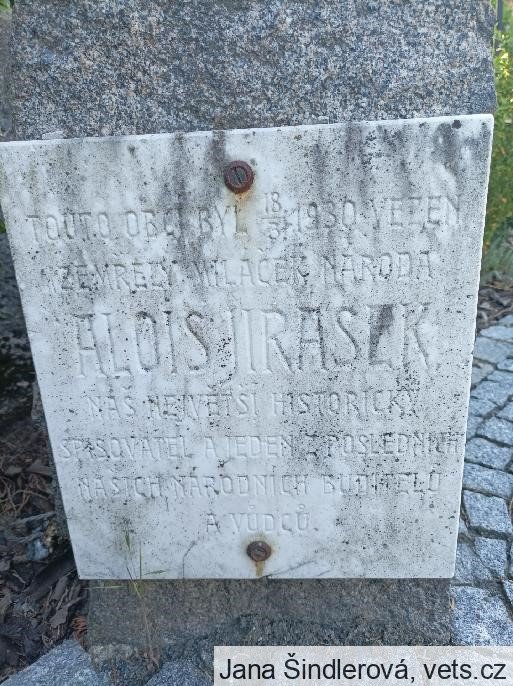 TOUTO OBCÍ BYL 18/3 1930 VEZEN
ZEMŘELÝ MILÁČEK NÁRODA
ALOIS JIRÁSEK
NÁŠ NEJVĚTŠÍ HISTORICKÝ
SPISOVATEL A JEDEN Z POSLEDNÍCH
NAŠICH NÁRODNÍCH BUDITELŮ
A VŮDCŮ.
Jana Šindlerová, vets.cz